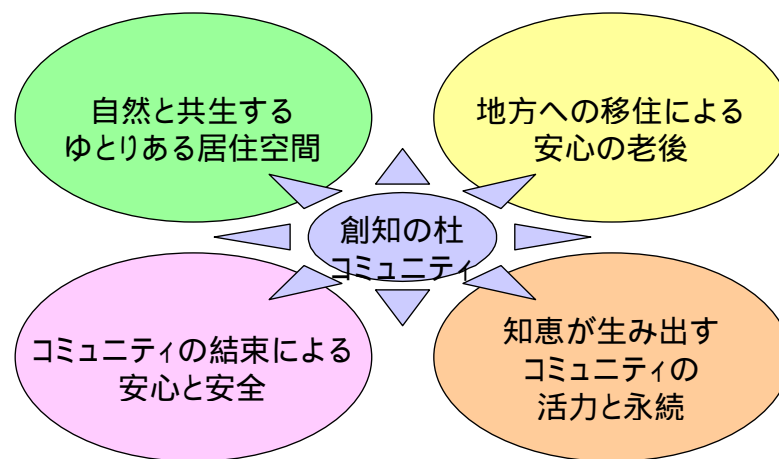 自然と共生する
ゆとりある居住空間
地方への移住による
安心の老後
創知の杜
コミュニティ
コミュニティの結束による
安心と安全
知恵が生み出す
コミュニティの
活力と永続